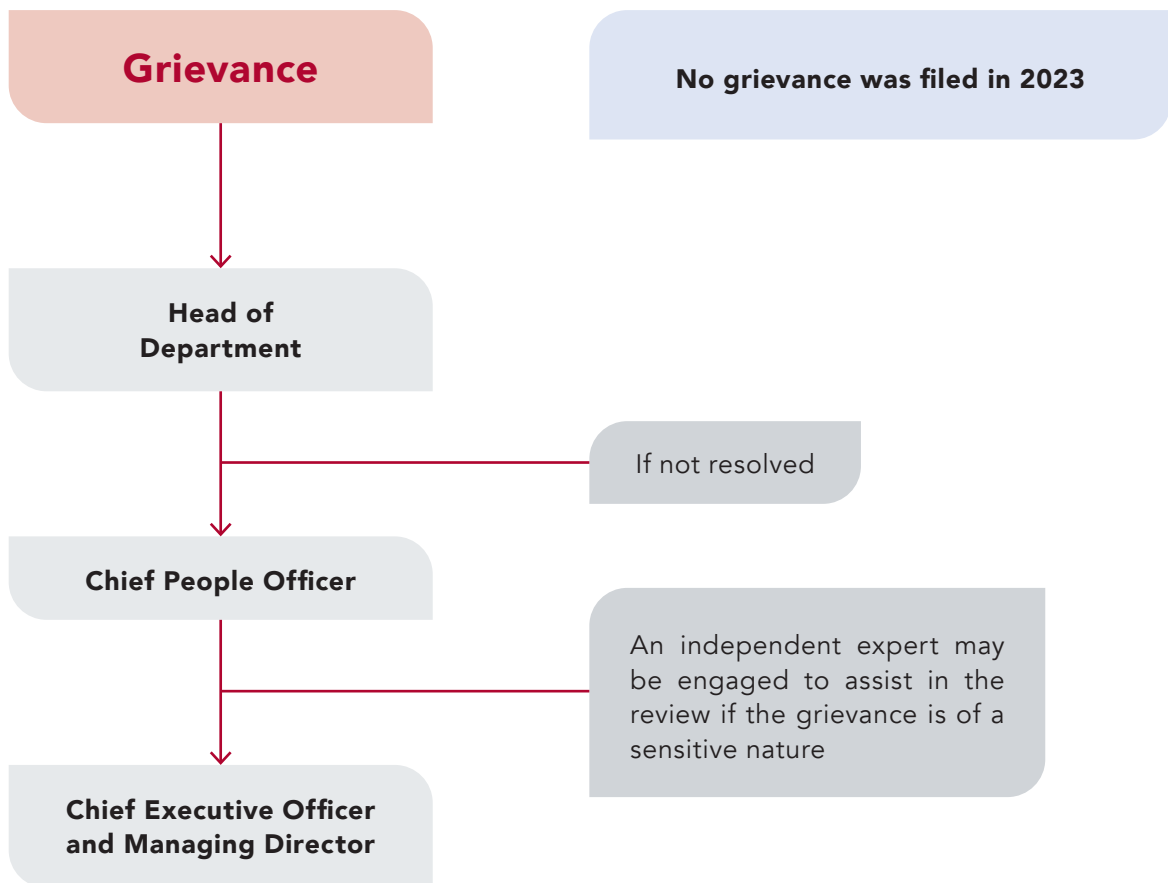 Grievance
No grievance was filed in 2023
Head of
Department
If not resolved
Chief People Officer
An independent expert may
be engaged to assist in the
review if the grievance is of a
sensitive nature
Chief Executive Officer
and Managing Director